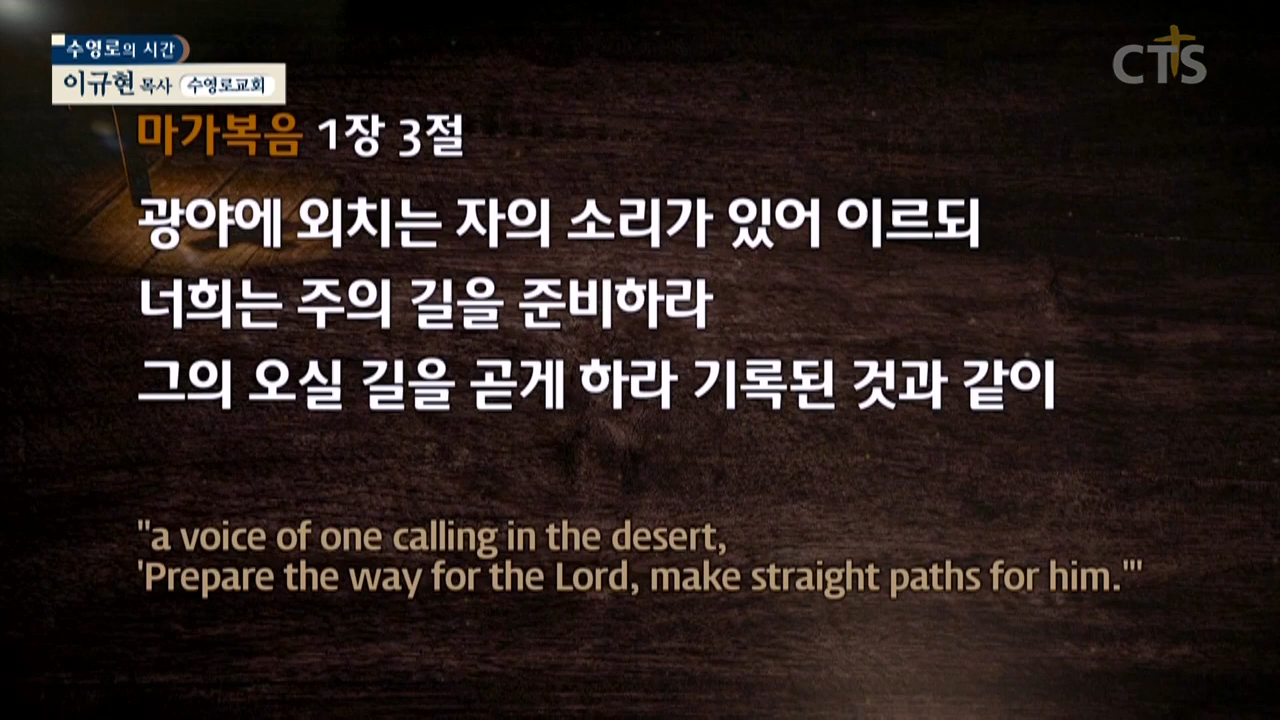 수영로의 시간
이규현 목사 수영로교회
CTS
마가복음 1장 3절
광야에 외치는 자의 소리가 있어 이르되
너희는 주의 길을 준비하라
그의 오실 길을 곧게 하라 기록된 것과 같이
"a voice of one calling in the desert,
'Prepare the way for the Lord, make straight paths for him.'"